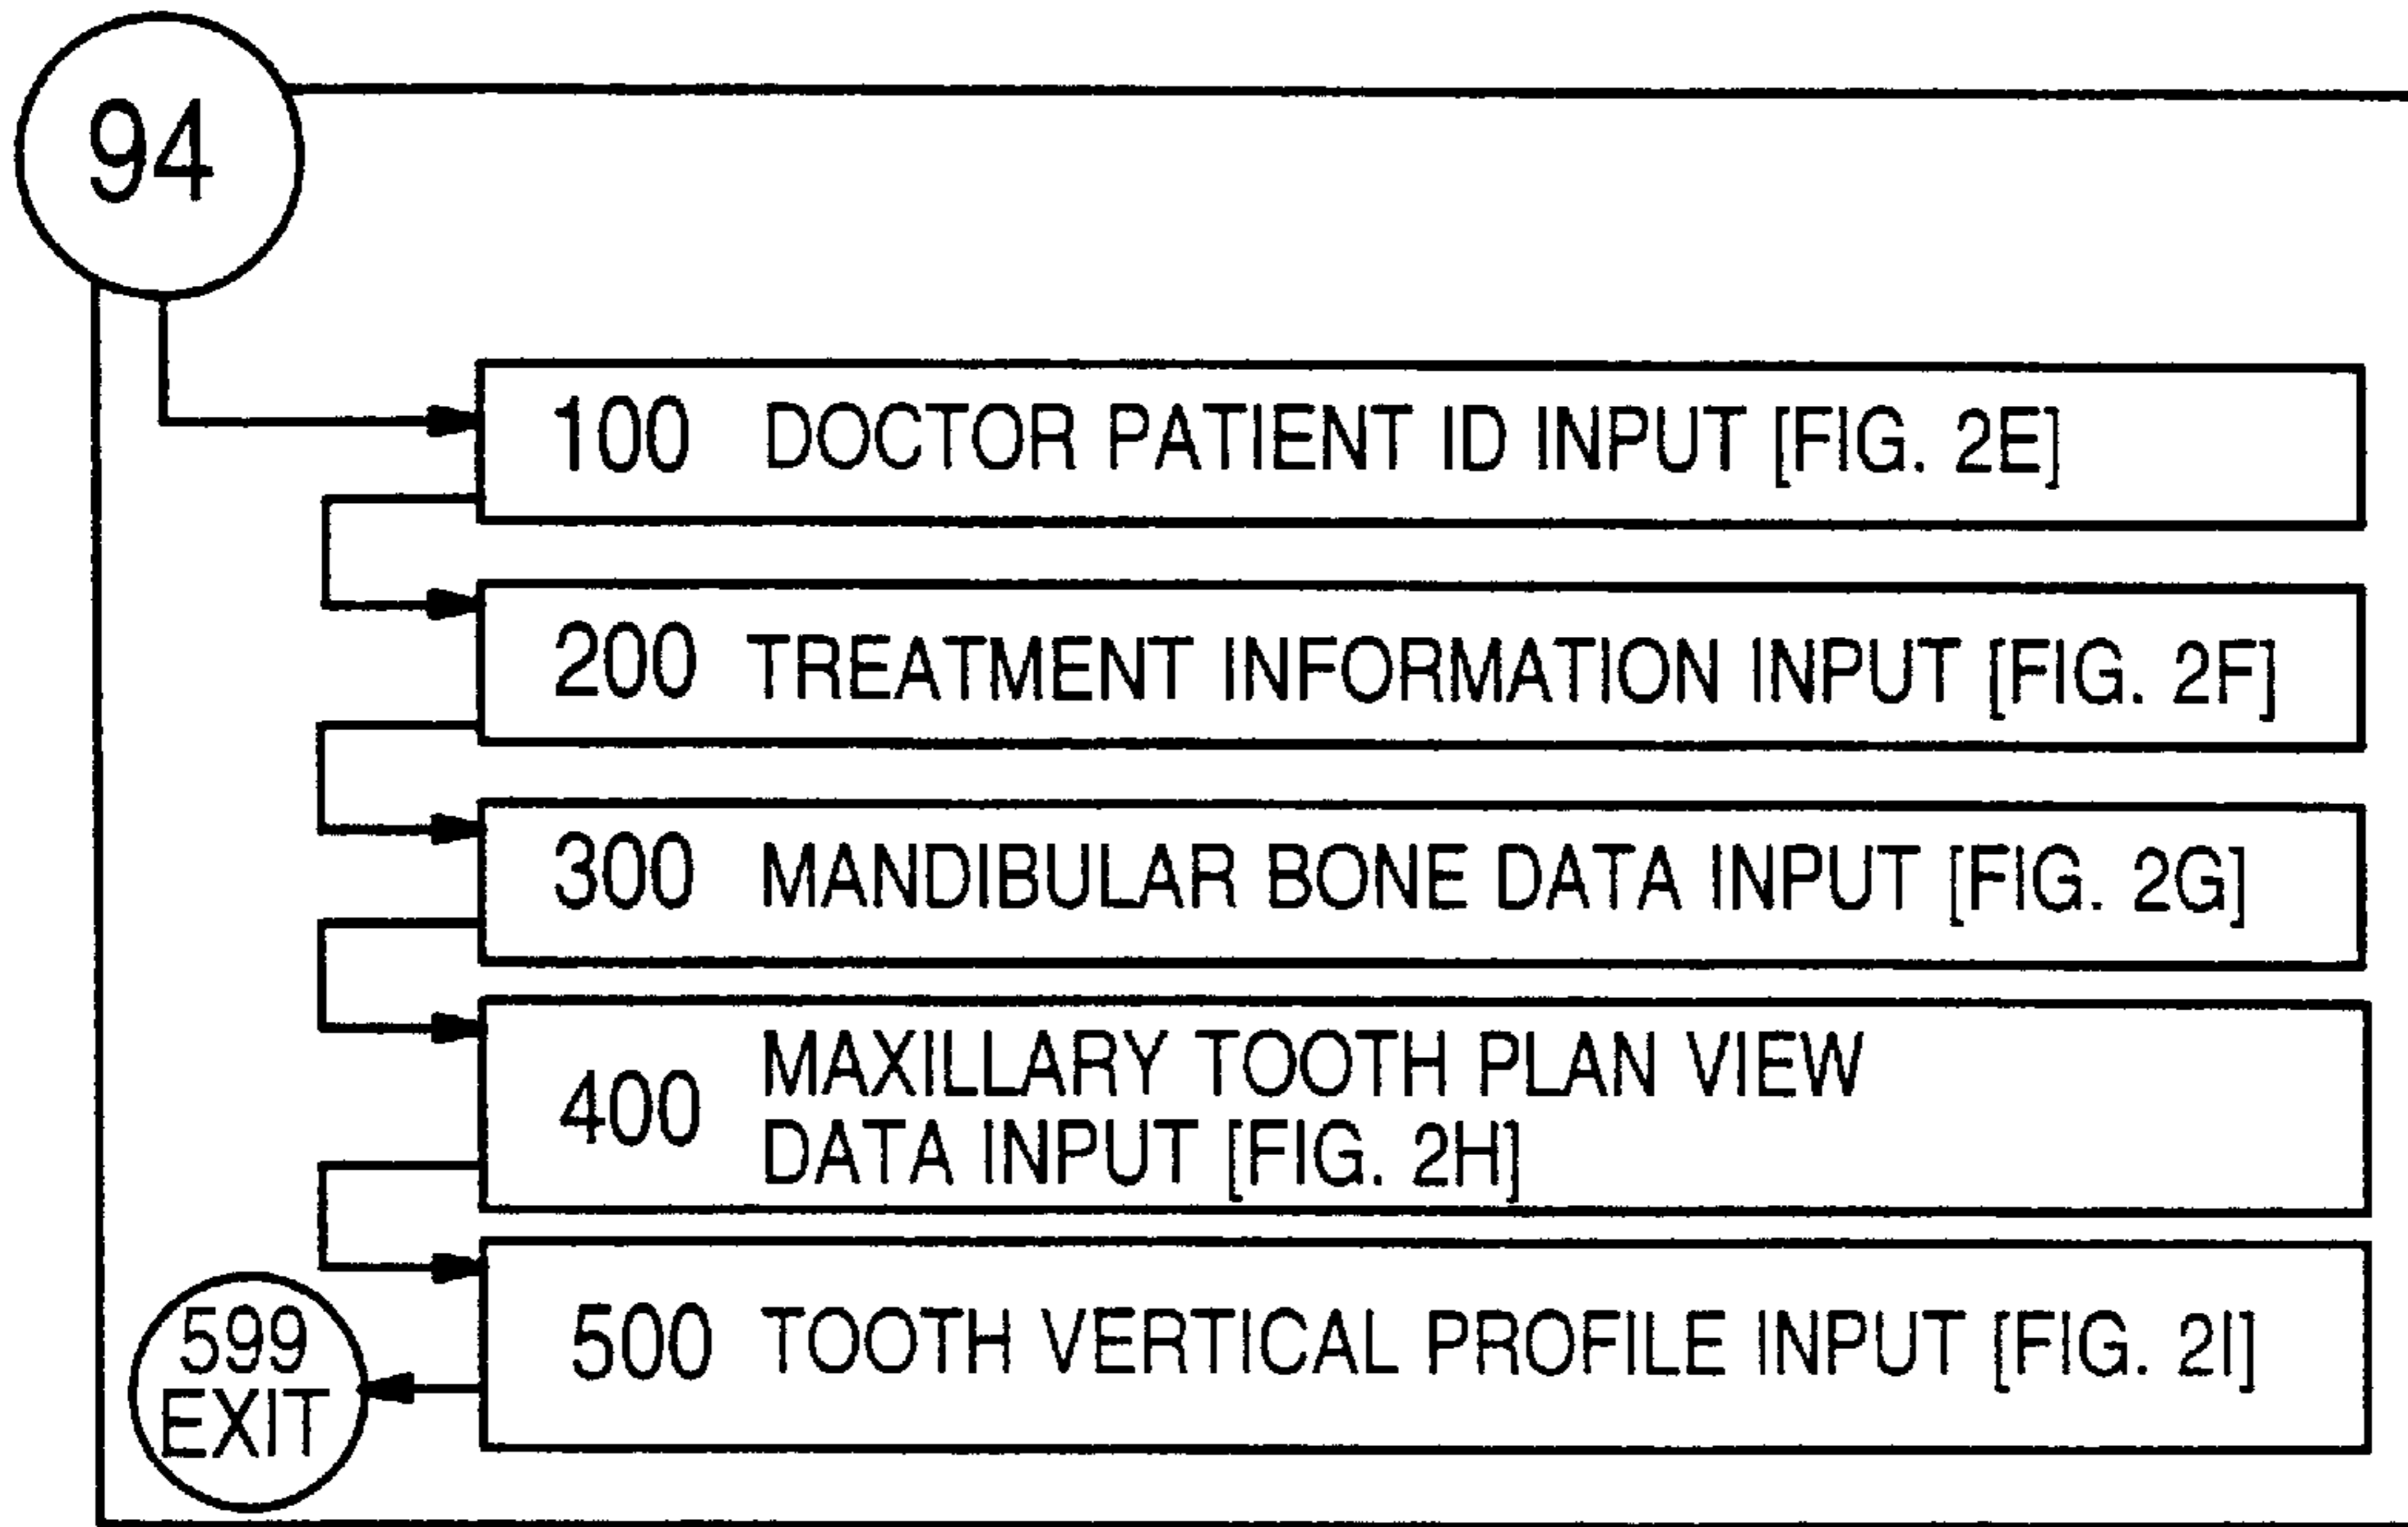 94
100 DOCTOR PATIENT ID INPUT [FIG. 2E]
200 TREATMENT INFORMATION INPUT [FIG. 2F]
300 MANDIBULAR BONE DATA INPUT [FIG. 2G]
400 MAXILLARY TOOTH PLAN VIEW
DATA INPUT [FIG. 2H]
500 TOOTH VERTICAL PROFILE INPUT [FIG. 2I]
599
EXIT